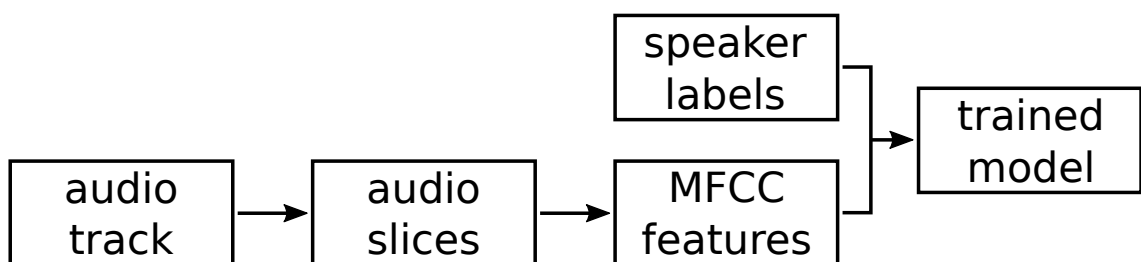 speaker
labels
trained
model
audio
track
audio
slices
MFCC
features